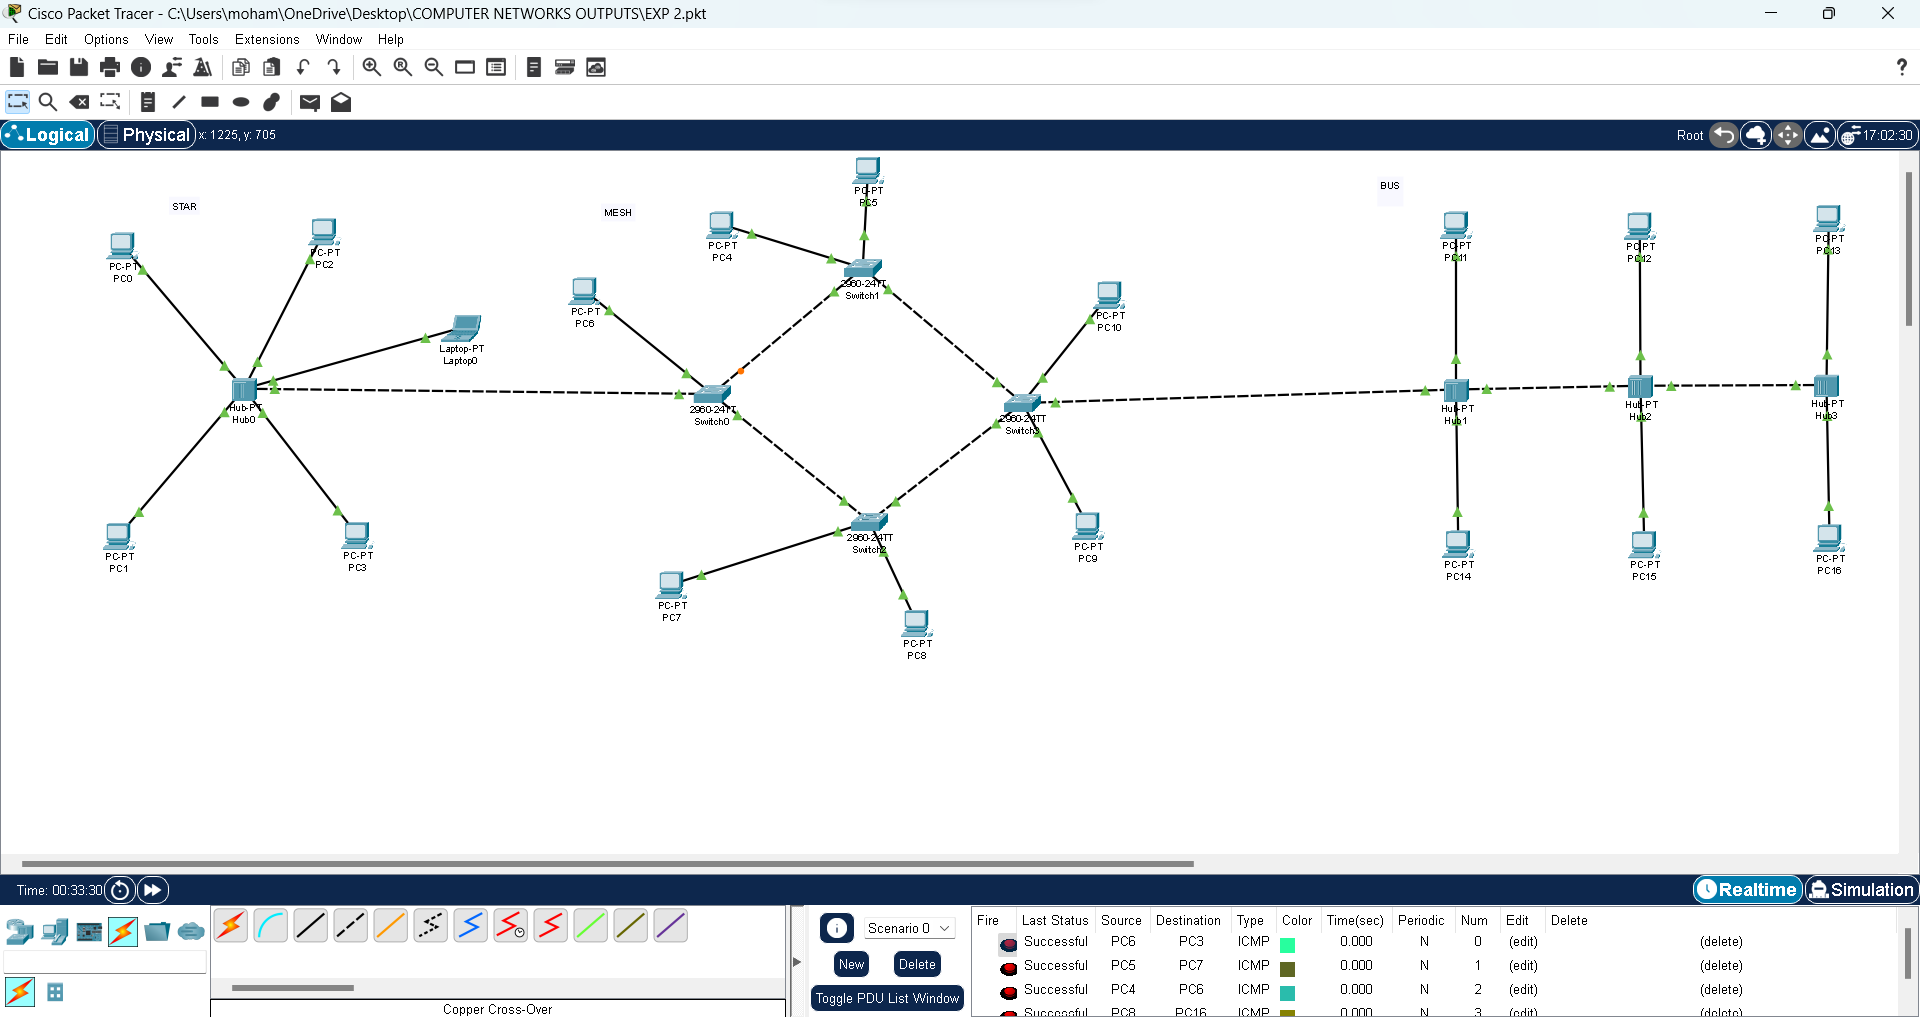 Cisco Packet Tracer - C:\Users\moham\OneDrive\Desktop\COMPUTER NETWORKS OUTPUTS\EXP 2.pkt
File Edit Options View Tools Extensions Window Help
?
Logical Physical x: 1225, y: 705 Root 17:02:30
STAR
MESH
BUS
PC-PT
PC0
PC-PT
PC2
Laptop-PT
Laptop0
Hub-PT
Hub0
PC-PT
PC1
PC-PT
PC3
PC-PT
PC5
PC-PT
PC4
2960-24TT
Switch1
PC-PT
PC6
PC-PT
PC10
2960-24TT
Switch0
2960-24TT
Switch3
2960-24TT
Switch2
PC-PT
PC9
PC-PT
PC7
PC-PT
PC8
PC-PT
PC11
PC-PT
PC12
PC-PT
PC13
Hub-PT
Hub1
Hub-PT
Hub2
Hub-PT
Hub3
PC-PT
PC14
PC-PT
PC15
PC-PT
PC16
Time: 00:33:30 Realtime Simulation
Scenario 0
New Delete
Toggle PDU List Window
Copper Cross-Over
Fire Last Status Source Destination Type Color Time(sec) Periodic Num Edit Delete
Successful PC6 PC3 ICMP 0.000 N 0 (edit) (delete)
Successful PC5 PC7 ICMP 0.000 N 1 (edit) (delete)
Successful PC4 PC6 ICMP 0.000 N 2 (edit) (delete)
Successful PC8 PC16 ICMP 0.000 N 3 (edit) (delete)